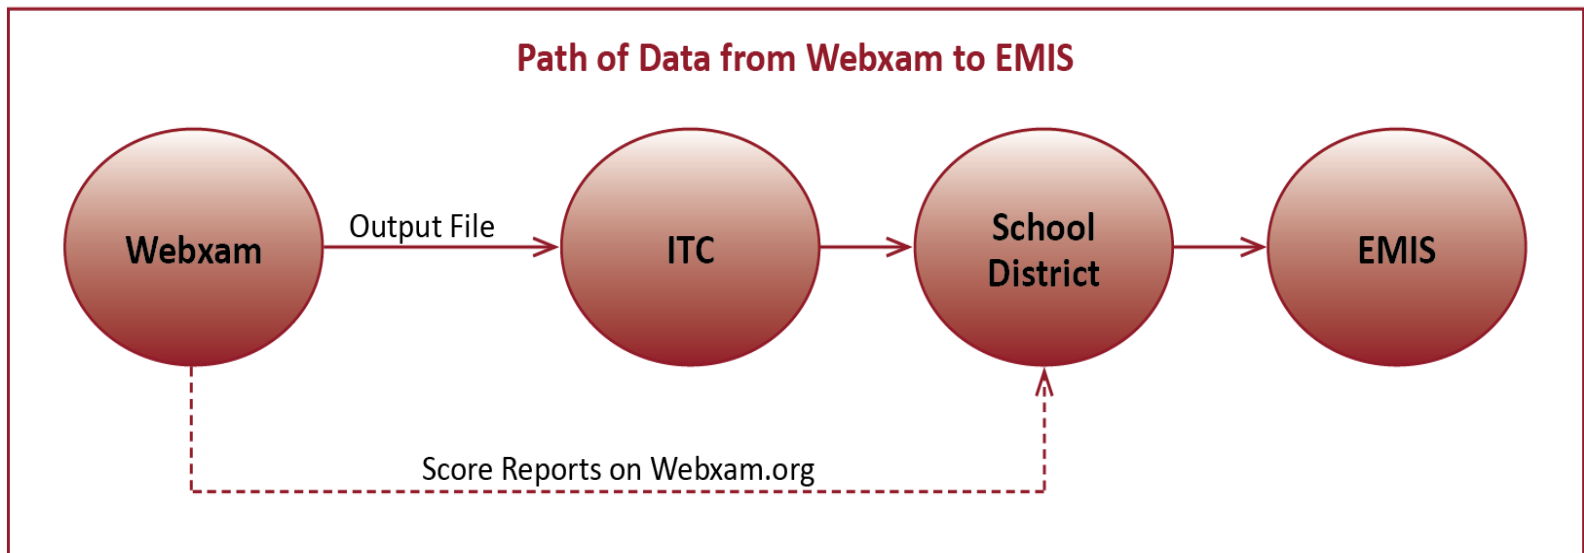 Path of Data from Webxam to EMIS
Webxam
Output File
ITC
School
District
EMIS
Score Reports on Webxam.org